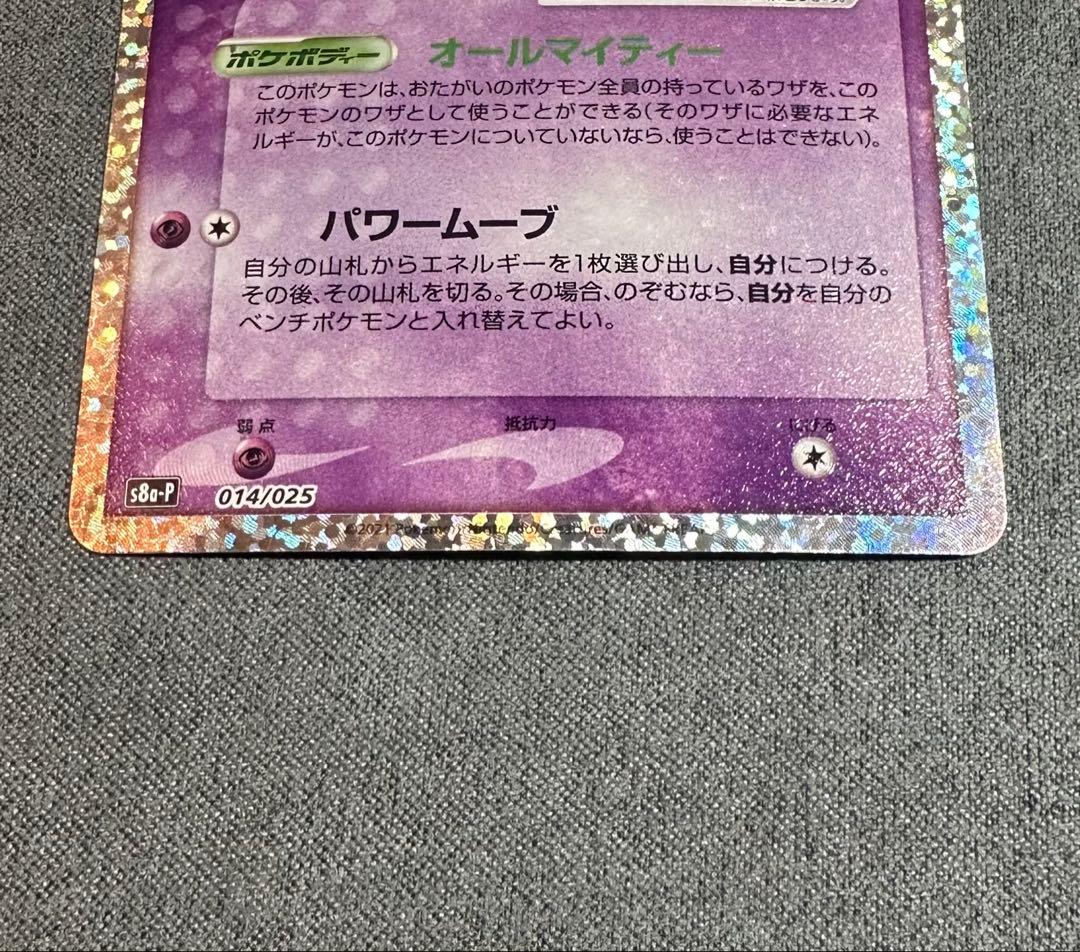 ポケボディー オールマイティー
このポケモンは、おたがいのポケモン全員の持っているワザを、この
ポケモンのワザとして使うことができる(そのワザに必要なエネ
ルギーが、このポケモンについていないなら、使うことはできない)。
パワームーブ
自分の山札からエネルギーを1枚選び出し、自分につける。
その後、その山札を切る。その場合、のぞむなら、自分を自分の
ベンチポケモンと入れ替えてよい。
弱点 抵抗力 にげる
s8a-P 014/025
©2021 Pokémon